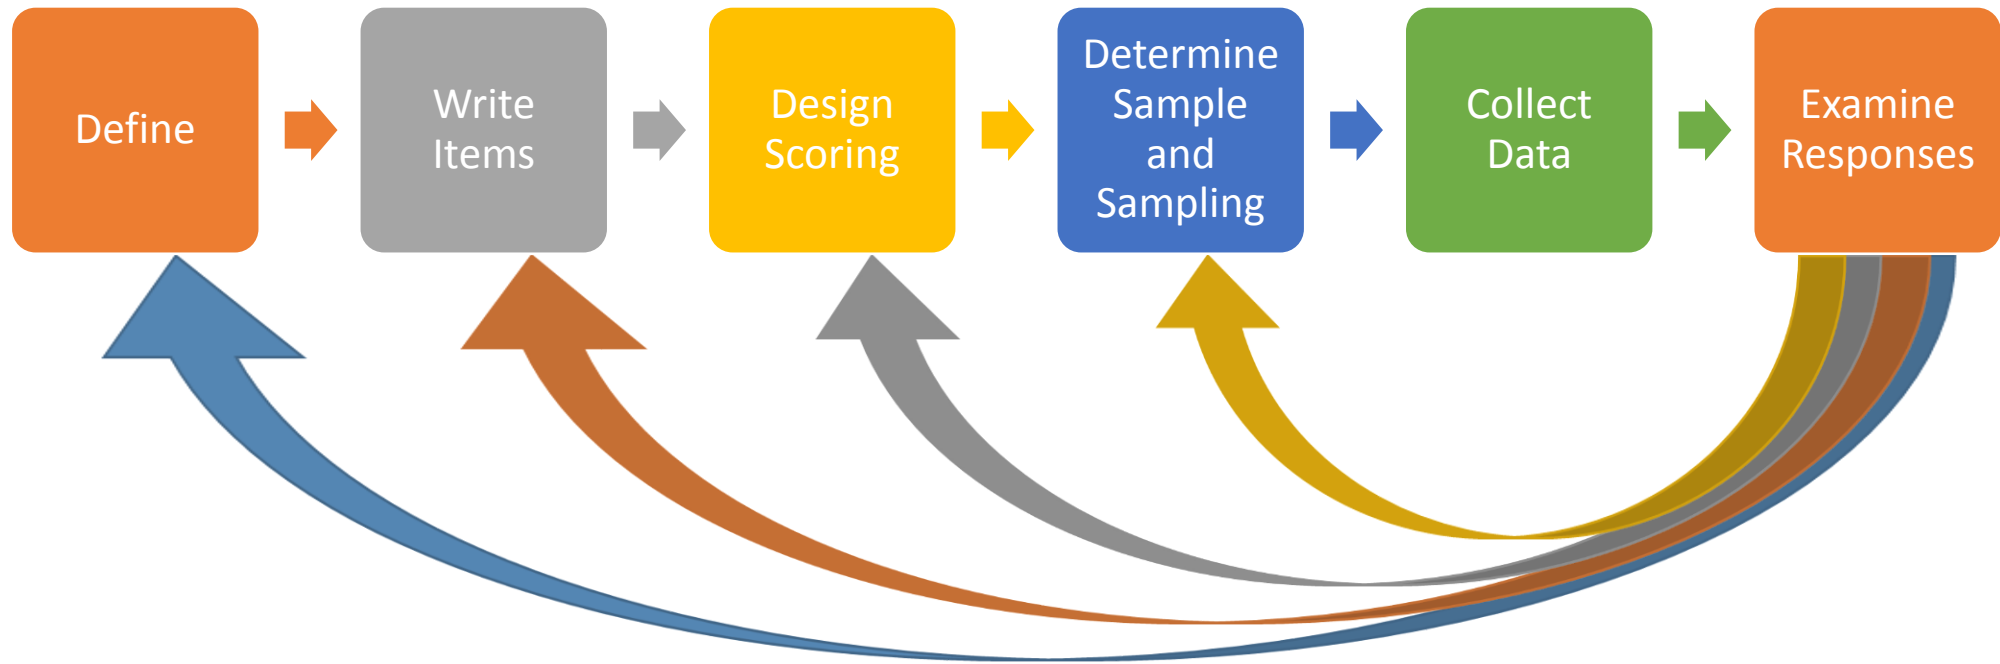 Define
Write
Items
Design
Scoring
Determine
Sample
and
Sampling
Collect
Data
Examine
Responses